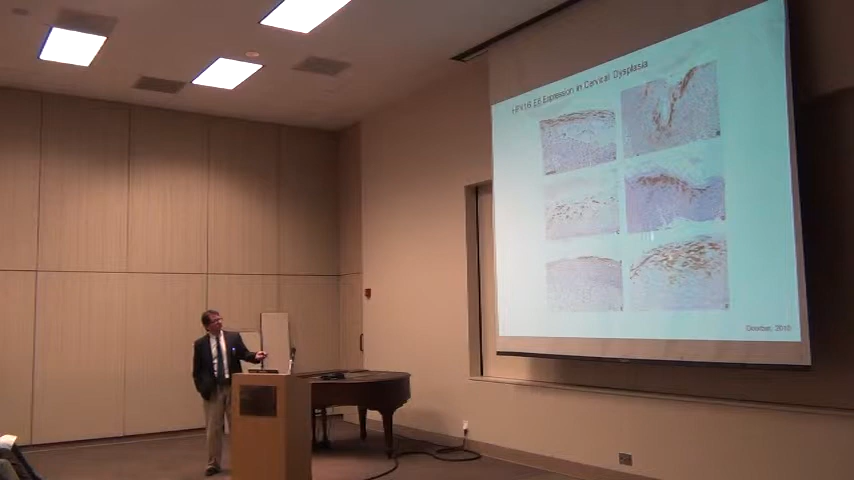 HPV16 E6 Expression in Cervical Dysplasia
Doorbar, 2010